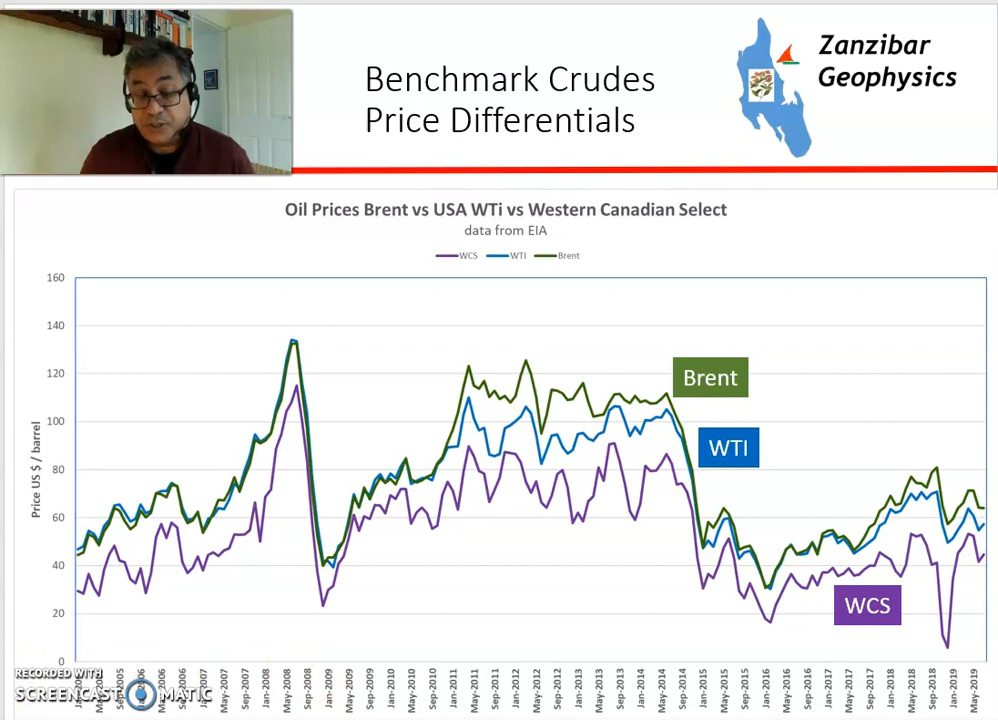 Benchmark Crudes
Price Differentials
Zanzibar
Geophysics
Oil Prices Brent vs USA WTi vs Western Canadian Select
data from EIA
WCS WTI Brent
160
140
120
100
80
60
40
20
0
Price US $ / barrel
Brent
WTI
WCS
Sep-2005
May-2006
Sep-2006
Jan-2007
May-2007
Sep-2007
Jan-2008
May-2008
Sep-2008
Jan-2009
May-2009
Sep-2009
Jan-2010
May-2010
Sep-2010
Jan-2011
May-2011
Sep-2011
Jan-2012
May-2012
Sep-2012
Jan-2013
May-2013
Sep-2013
Jan-2014
May-2014
Sep-2014
Jan-2015
May-2015
Sep-2015
Jan-2016
May-2016
Sep-2016
Jan-2017
May-2017
Sep-2017
Jan-2018
May-2018
Sep-2018
Jan-2019
May-2019
RECORDED WITH
SCREENCAST MATIC